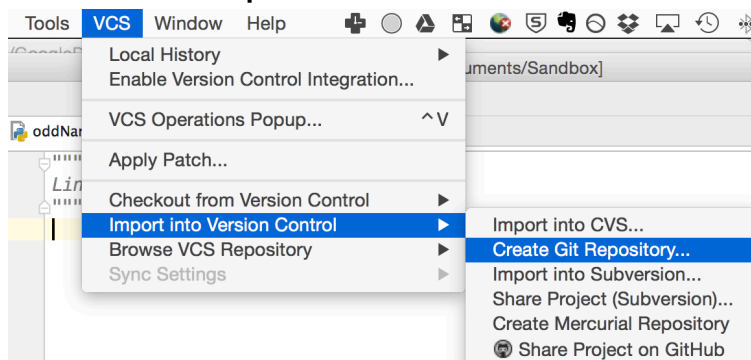 Tools VCS Window Help
Local History
uments/Sandbox]
Enable Version Control Integration...
VCS Operations Popup... ^V
oddNar
Apply Patch...
"""
Lin
"""
Checkout from Version Control
Import into Version Control
Import into CVS...
Browse VCS Repository
Create Git Repository...
Sync Settings
Import into Subversion...
Share Project (Subversion)...
Create Mercurial Repository
Share Project on GitHub